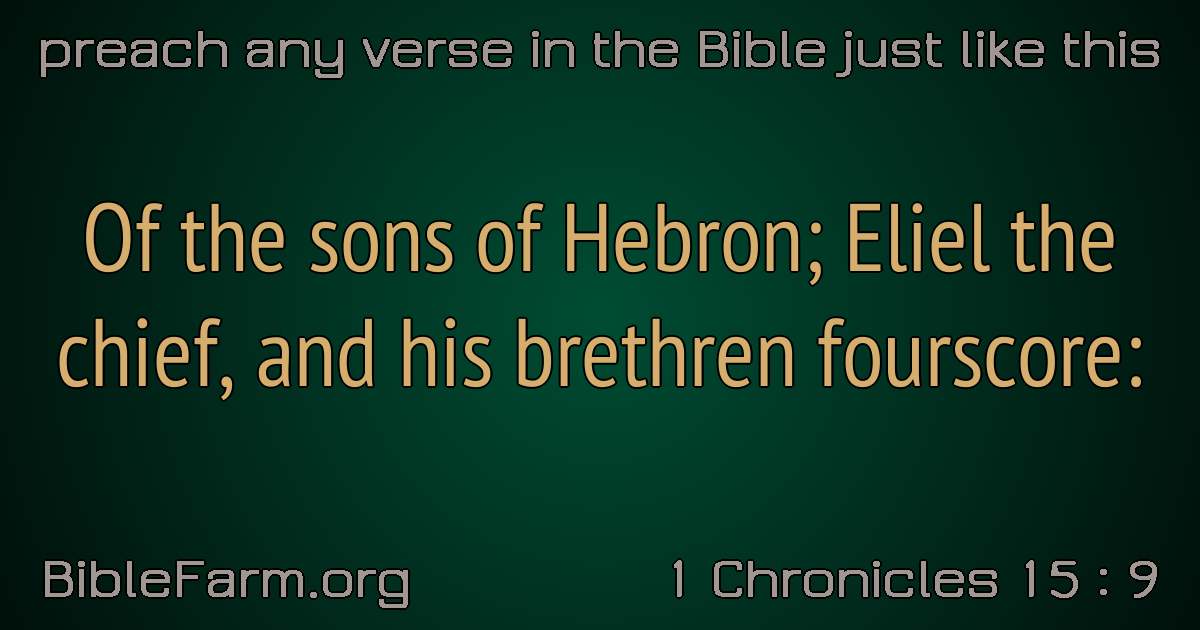 preach any verse in the Bible just like this
Of the sons of Hebron; Eliel the
chief, and his brethren fourscore:
BibleFarm.org
1 Chronicles 15 : 9